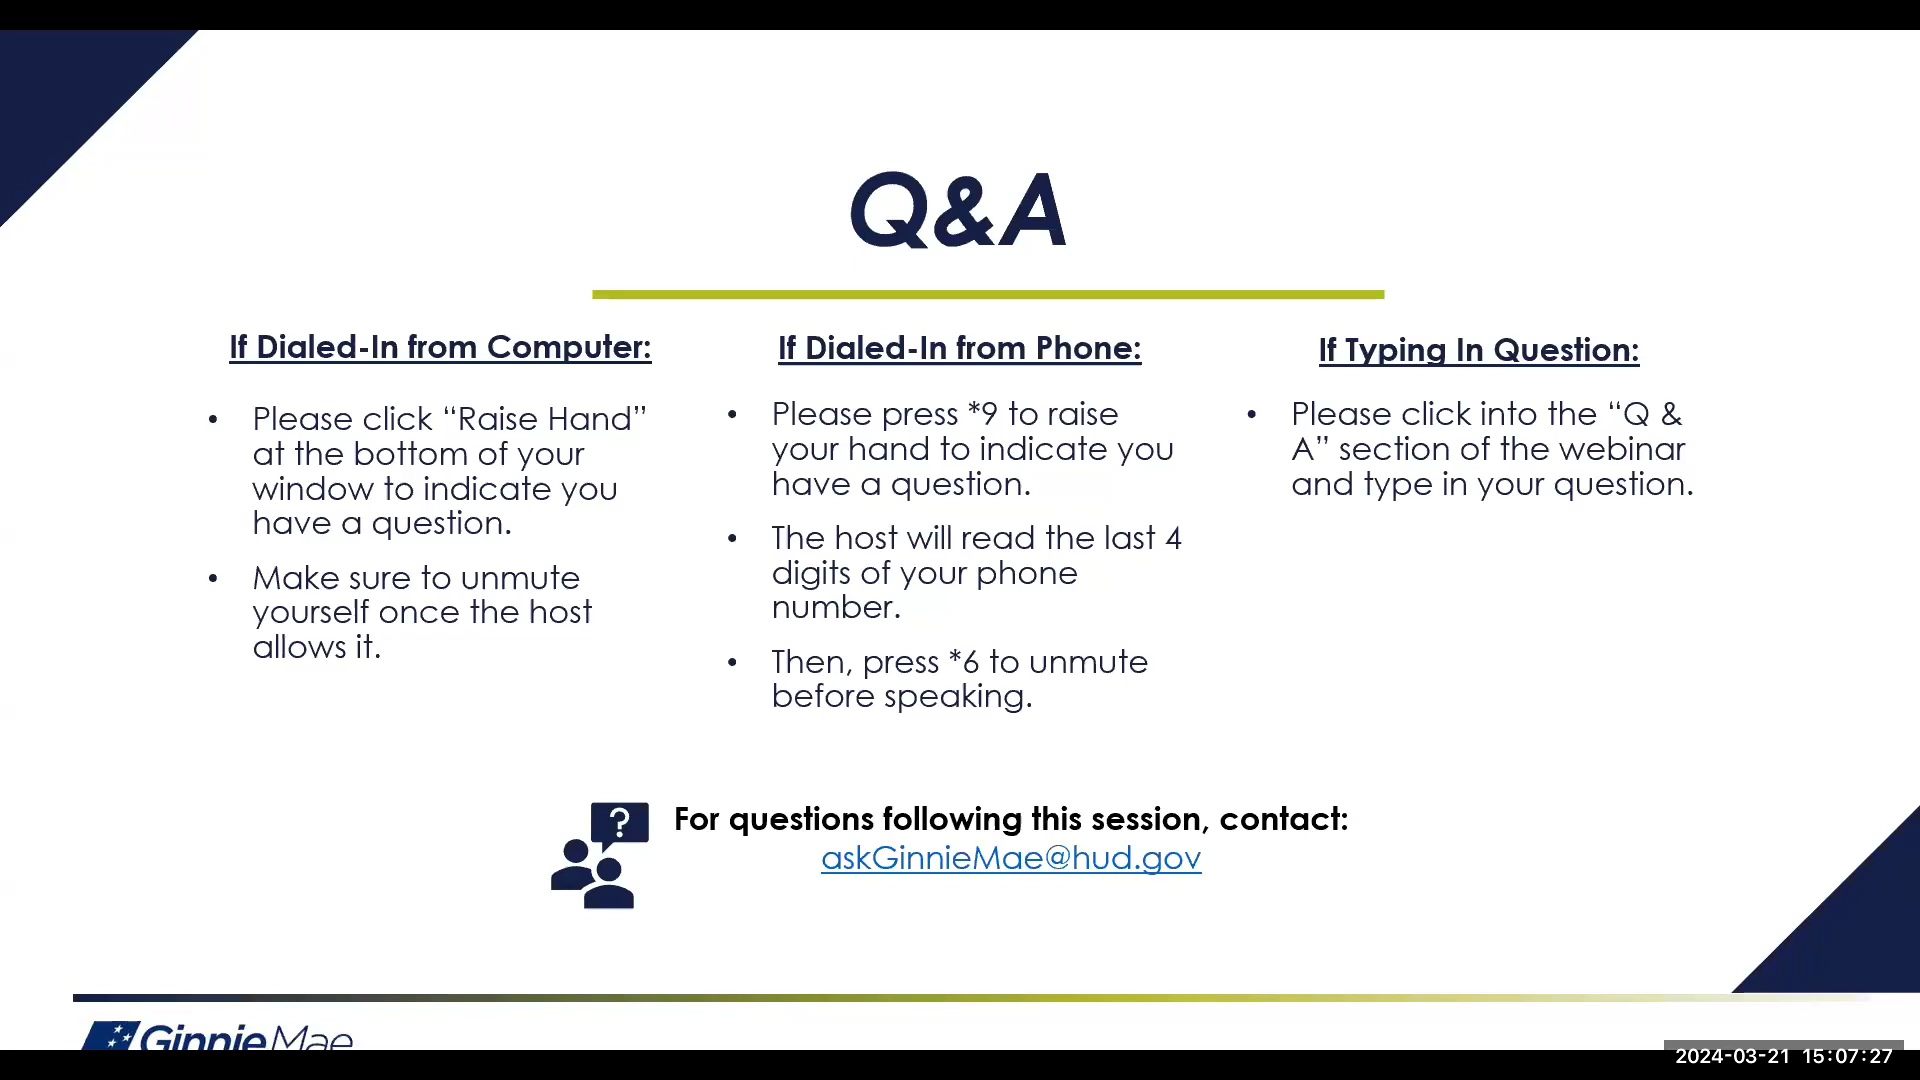 Q&A
If Dialed-In from Computer:
• Please click “Raise Hand”
at the bottom of your
window to indicate you
have a question.
• Make sure to unmute
yourself once the host
allows it.
If Dialed-In from Phone:
• Please press *9 to raise
your hand to indicate you
have a question.
• The host will read the last 4
digits of your phone
number.
• Then, press *6 to unmute
before speaking.
If Typing In Question:
• Please click into the “Q &
A” section of the webinar
and type in your question.
?
For questions following this session, contact:
askGinnieMae@hud.gov
GinnieMae
2024-03-21 15:07:27